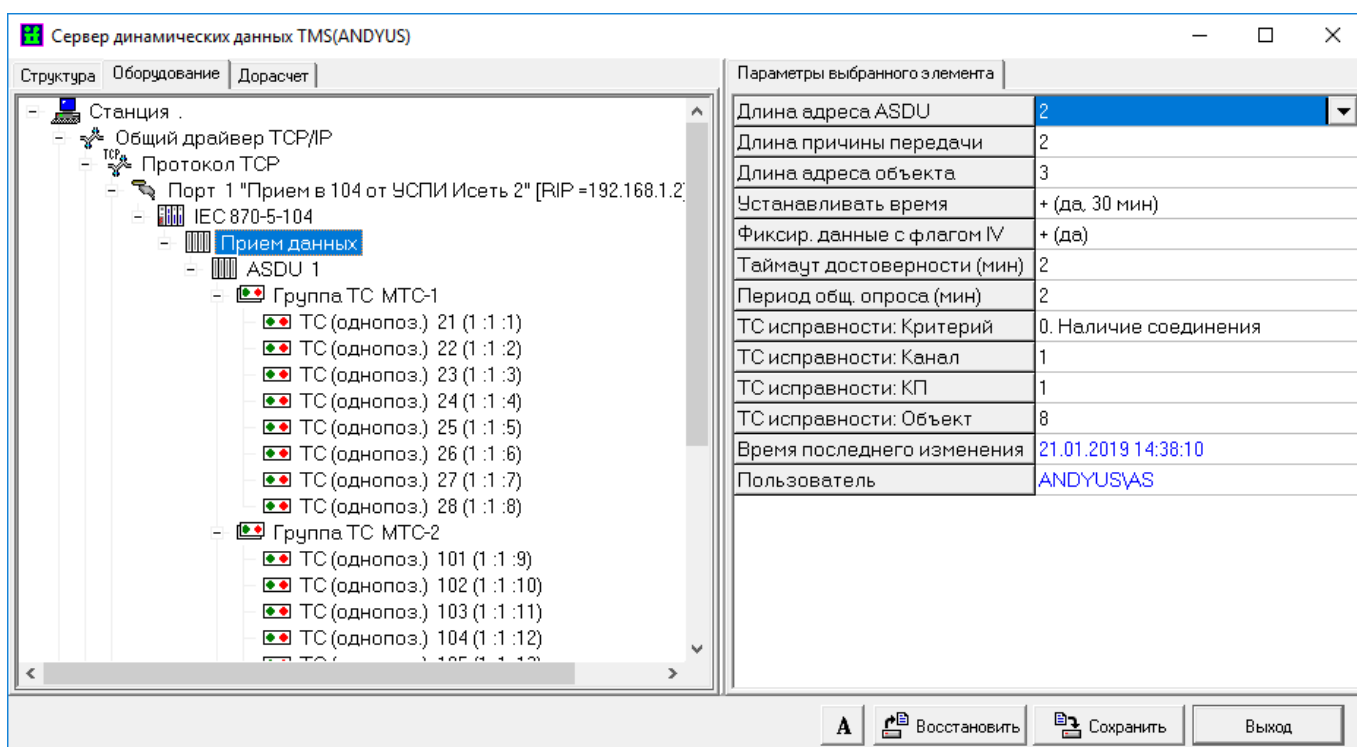 Сервер динамических данных TMS(ANDYUS)
Структура Оборудование Дорасчет
Станция .
Общий драйвер TCP/IP
TCP
Протокол TCP
Порт 1 "Прием в 104 от УСПИ Исеть 2" [RIP =192.168.1.2
IEC 870-5-104
Прием данных
ASDU 1
Группа ТС МТС-1
ТС (однопоз.) 21 (1 :1 :1)
ТС (однопоз.) 22 (1 :1 :2)
ТС (однопоз.) 23 (1 :1 :3)
ТС (однопоз.) 24 (1 :1 :4)
ТС (однопоз.) 25 (1 :1 :5)
ТС (однопоз.) 26 (1 :1 :6)
ТС (однопоз.) 27 (1 :1 :7)
ТС (однопоз.) 28 (1 :1 :8)
Группа ТС МТС-2
ТС (однопоз.) 101 (1 :1 :9)
ТС (однопоз.) 102 (1 :1 :10)
ТС (однопоз.) 103 (1 :1 :11)
ТС (однопоз.) 104 (1 :1 :12)
Параметры выбранного элемента
Длина адреса ASDU 2
Длина причины передачи 2
Длина адреса объекта 3
Устанавливать время + (да, 30 мин)
Фиксир. данные с флагом IV + (да)
Таймаут достоверности (мин) 2
Период общ. опроса (мин) 2
ТС исправности: Критерий 0. Наличие соединения
ТС исправности: Канал 1
ТС исправности: КП 1
ТС исправности: Объект 8
Время последнего изменения 21.01.2019 14:38:10
Пользователь ANDYUS\AS
A Восстановить Сохранить Выход